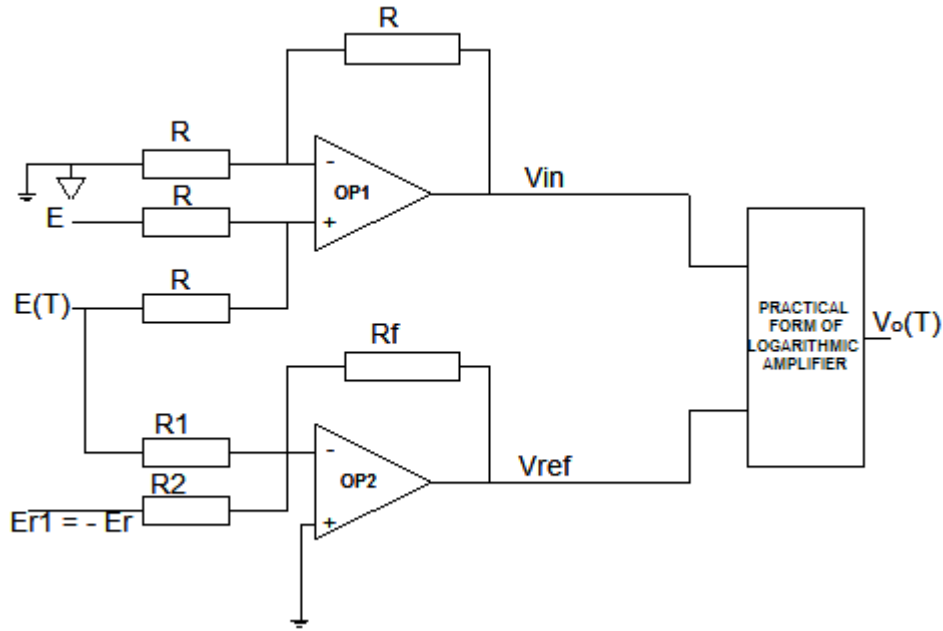 R
R
-
OP1
+
Vin
E
R
E(T)
R
PRACTICAL
FORM OF
LOGARITHMIC
AMPLIFIER
Vo(T)
Rf
R1
-
OP2
+
Vref
R2
Er1 = - Er